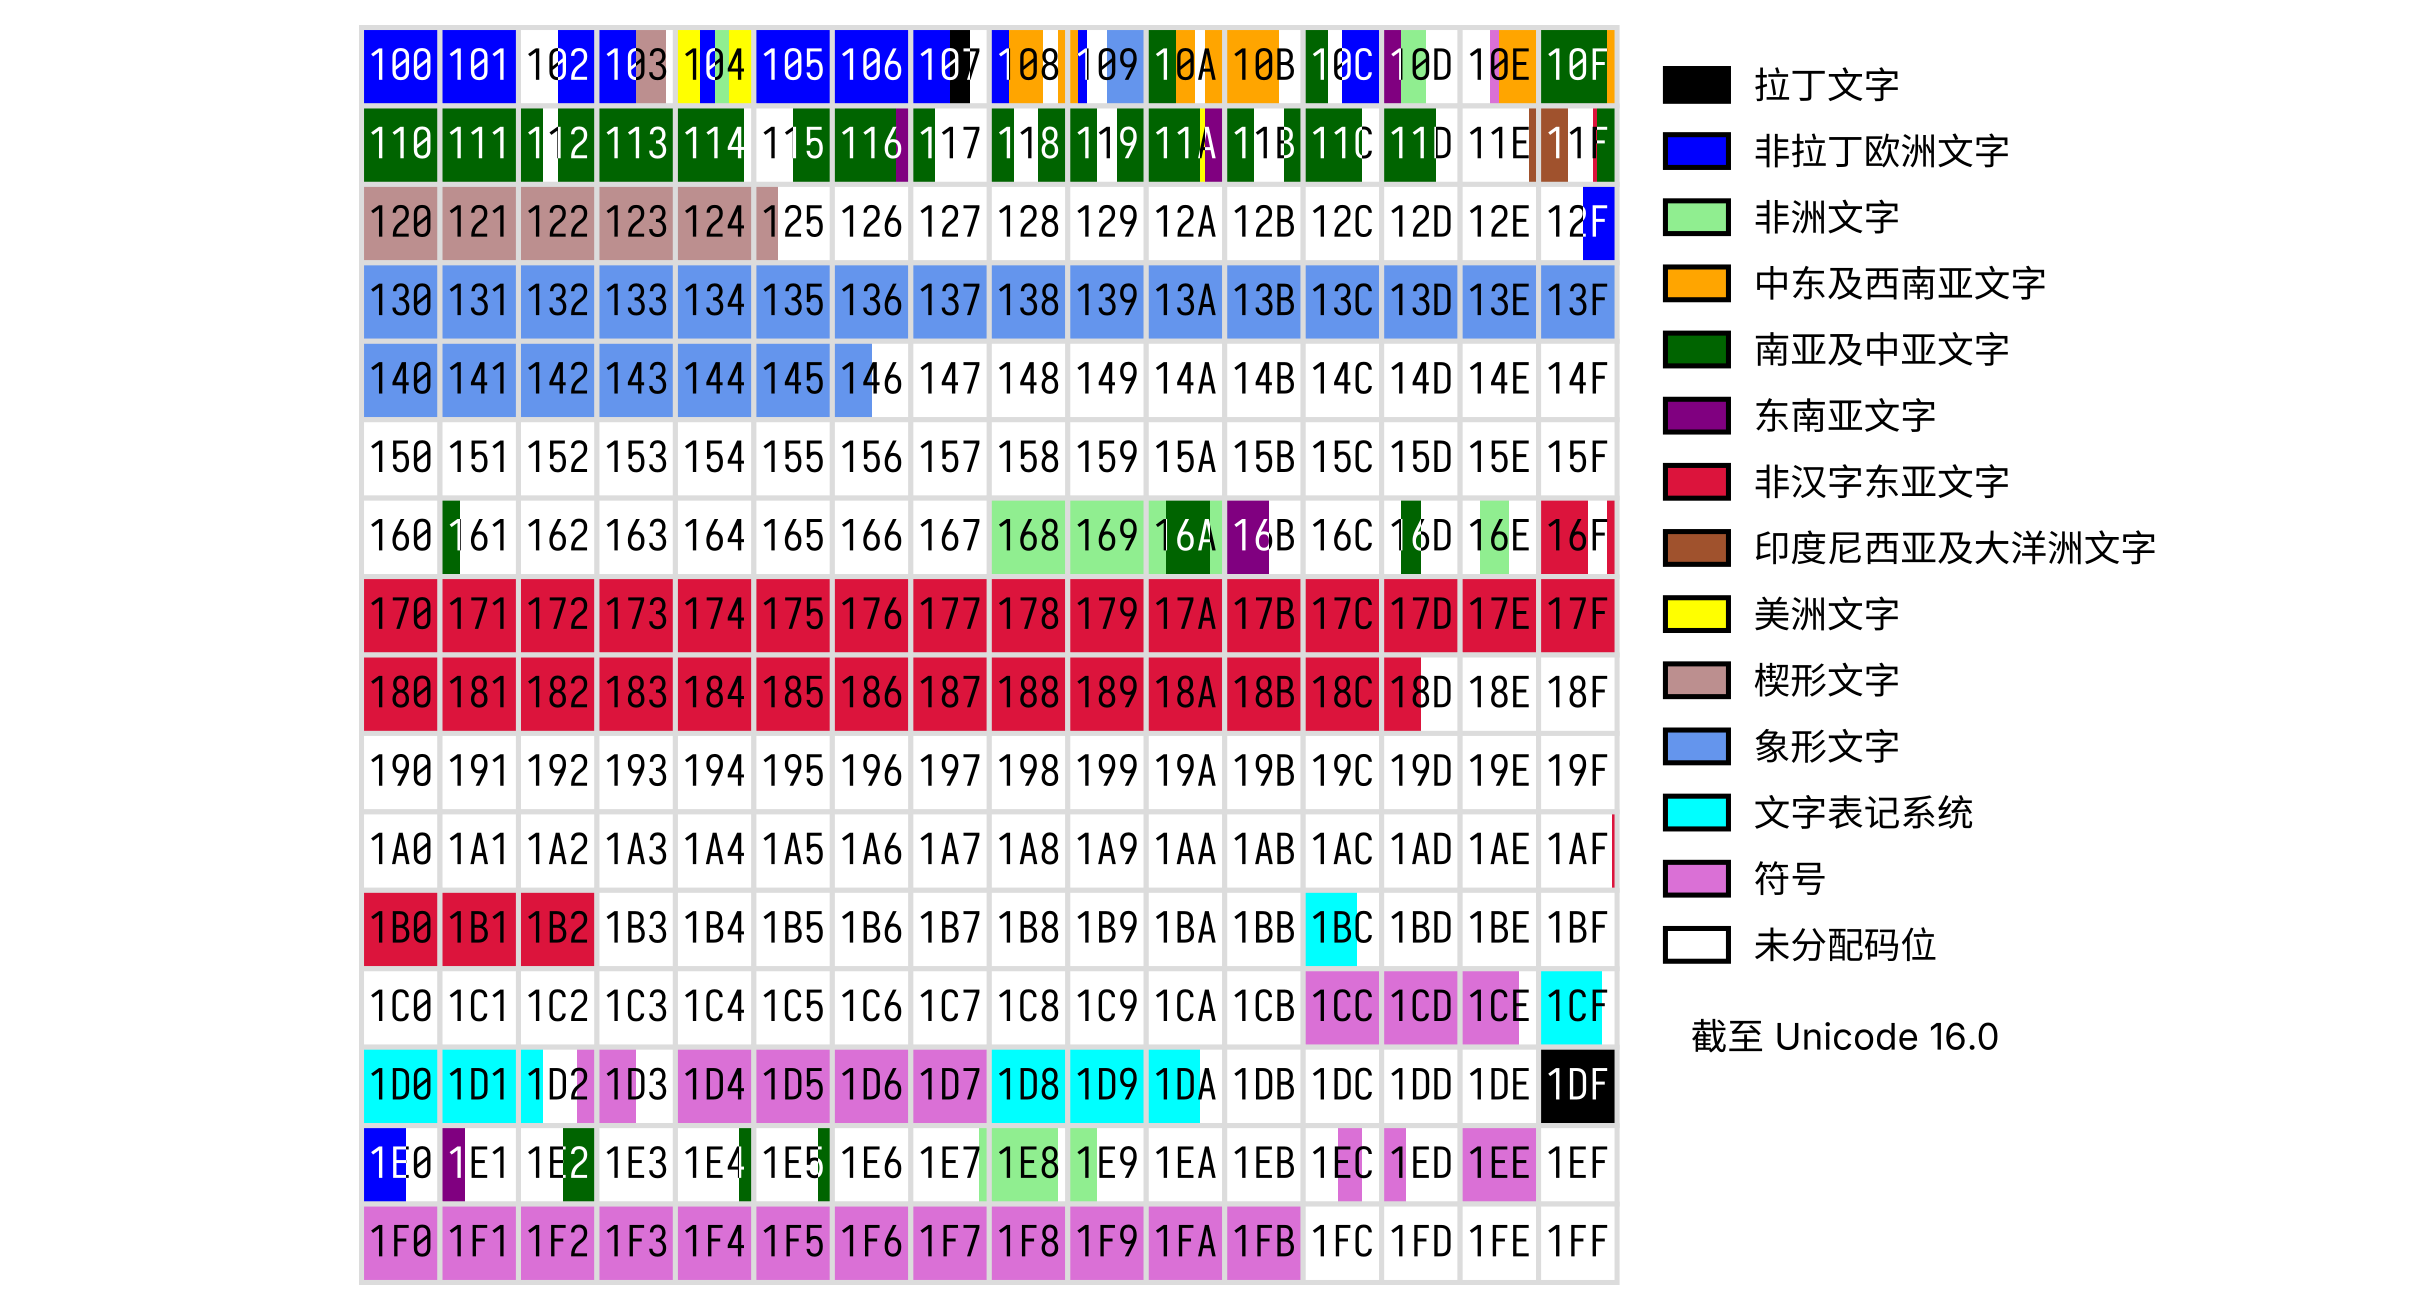 100 101 102 103 104 105 106 107 108 109 10A 10B 10C 10D 10E 10F
110 111 112 113 114 115 116 117 118 119 11A 11B 11C 11D 11E 11F
120 121 122 123 124 125 126 127 128 129 12A 12B 12C 12D 12E 12F
130 131 132 133 134 135 136 137 138 139 13A 13B 13C 13D 13E 13F
140 141 142 143 144 145 146 147 148 149 14A 14B 14C 14D 14E 14F
150 151 152 153 154 155 156 157 158 159 15A 15B 15C 15D 15E 15F
160 161 162 163 164 165 166 167 168 169 16A 16B 16C 16D 16E 16F
170 171 172 173 174 175 176 177 178 179 17A 17B 17C 17D 17E 17F
180 181 182 183 184 185 186 187 188 189 18A 18B 18C 18D 18E 18F
190 191 192 193 194 195 196 197 198 199 19A 19B 19C 19D 19E 19F
1A0 1A1 1A2 1A3 1A4 1A5 1A6 1A7 1A8 1A9 1AA 1AB 1AC 1AD 1AE 1AF
1B0 1B1 1B2 1B3 1B4 1B5 1B6 1B7 1B8 1B9 1BA 1BB 1BC 1BD 1BE 1BF
1C0 1C1 1C2 1C3 1C4 1C5 1C6 1C7 1C8 1C9 1CA 1CB 1CC 1CD 1CE 1CF
1D0 1D1 1D2 1D3 1D4 1D5 1D6 1D7 1D8 1D9 1DA 1DB 1DC 1DD 1DE 1DF
1E0 1E1 1E2 1E3 1E4 1E5 1E6 1E7 1E8 1E9 1EA 1EB 1EC 1ED 1EE 1EF
1F0 1F1 1F2 1F3 1F4 1F5 1F6 1F7 1F8 1F9 1FA 1FB 1FC 1FD 1FE 1FF
拉丁文字
非拉丁欧洲文字
非洲文字
中东及西南亚文字
南亚及中亚文字
东南亚文字
非汉字东亚文字
印度尼西亚及大洋洲文字
美洲文字
楔形文字
象形文字
文字表记系统
符号
未分配码位
截至 Unicode 16.0